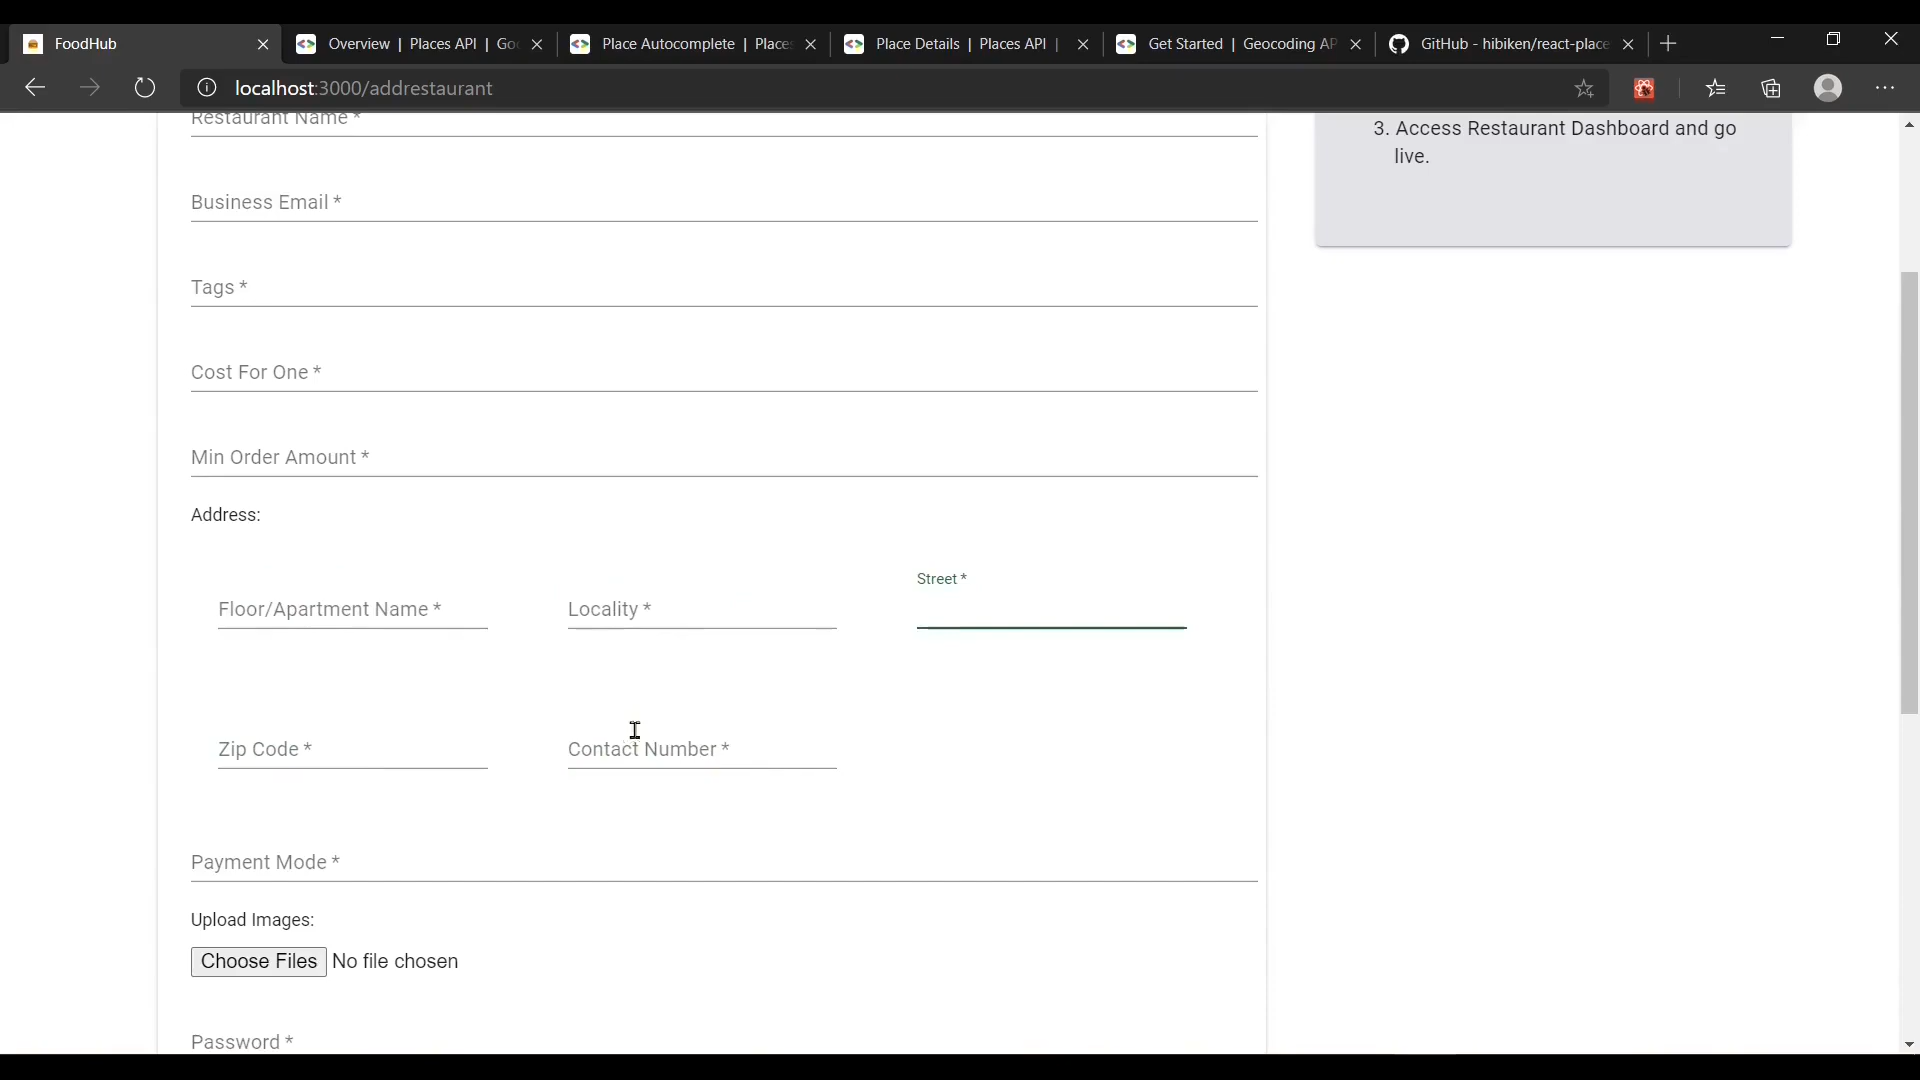 FoodHub
Overview | Places API | Goo
Place Autocomplete | Places
Place Details | Places API |
Get Started | Geocoding AP
GitHub - hibiken/react-place
localhost:3000/addrestaurant
Restaurant Name *
3. Access Restaurant Dashboard and go
live.
Business Email *
Tags *
Cost For One *
Min Order Amount *
Address:
Street *
Floor/Apartment Name *
Locality *
Zip Code *
Contact Number *
Payment Mode *
Upload Images:
Choose Files No file chosen
Password *